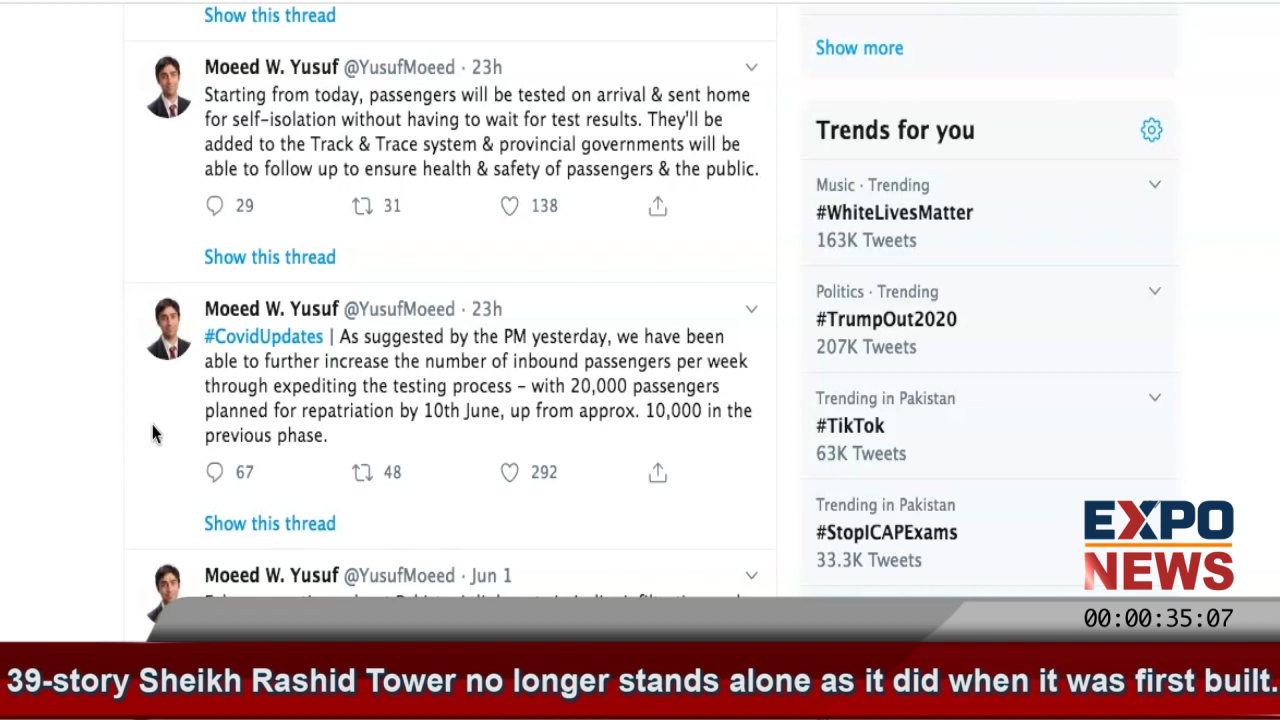 Show this thread
Moeed W. Yusuf @YusufMoeed · 23h
Starting from today, passengers will be tested on arrival & sent home
for self-isolation without having to wait for test results. They'll be
added to the Track & Trace system & provincial governments will be
able to follow up to ensure health & safety of passengers & the public.
29 31 138
Show this thread
Moeed W. Yusuf @YusufMoeed · 23h
#CovidUpdates | As suggested by the PM yesterday, we have been
able to further increase the number of inbound passengers per week
through expediting the testing process – with 20,000 passengers
planned for repatriation by 10th June, up from approx. 10,000 in the
previous phase.
67 48 292
Show this thread
Moeed W. Yusuf @YusufMoeed · Jun 1
Show more
Trends for you
Music · Trending
#WhiteLivesMatter
163K Tweets
Politics · Trending
#TrumpOut2020
207K Tweets
Trending in Pakistan
#TikTok
63K Tweets
Trending in Pakistan
#StopICAPExams
33.3K Tweets
EXPO
NEWS
00:00:35:07
39-story Sheikh Rashid Tower no longer stands alone as it did when it was first built.